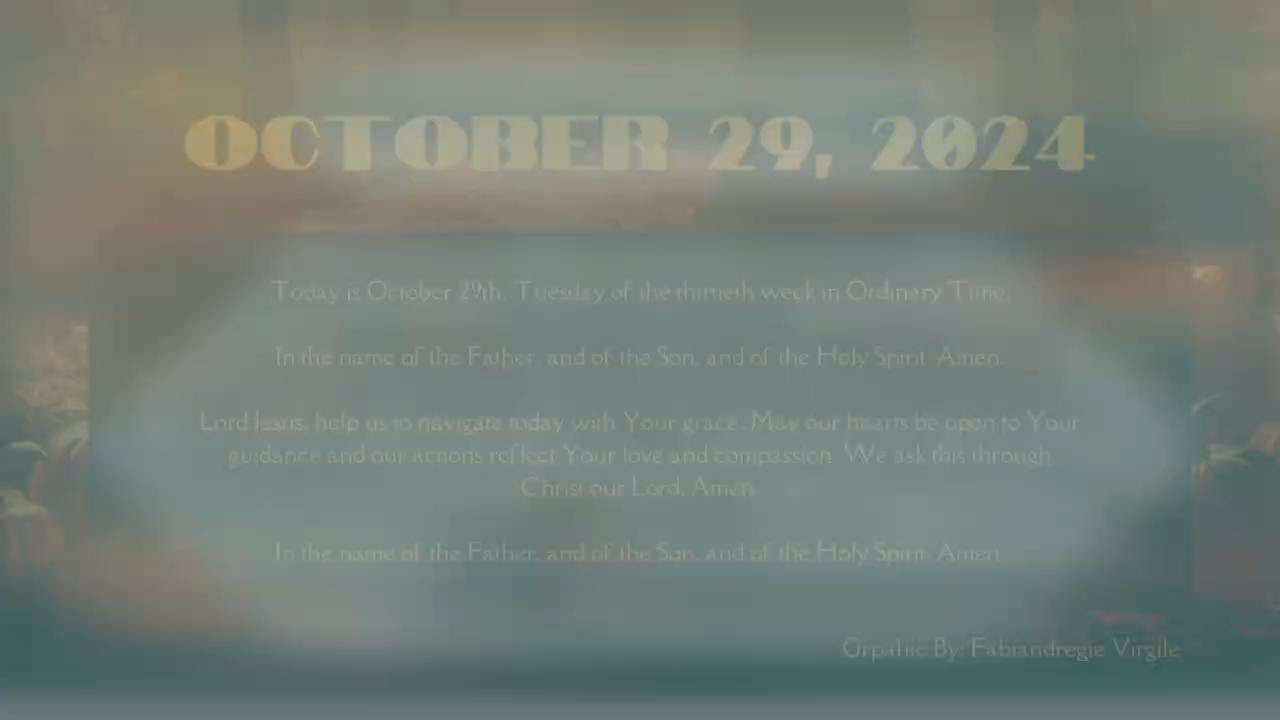 OCTOBER 29, 2024
Today is October 29th, Tuesday of the thirtieth week in Ordinary Time.
In the name of the Father, and of the Son, and of the Holy Spirit. Amen.
Lord Jesus, help us to navigate today with Your grace. May our hearts be open to Your
guidance and our actions reflect Your love and compassion. We ask this through
Christ our Lord. Amen.
In the name of the Father, and of the Son, and of the Holy Spirit. Amen.
Grpahic By: Fabiandregie Virgile